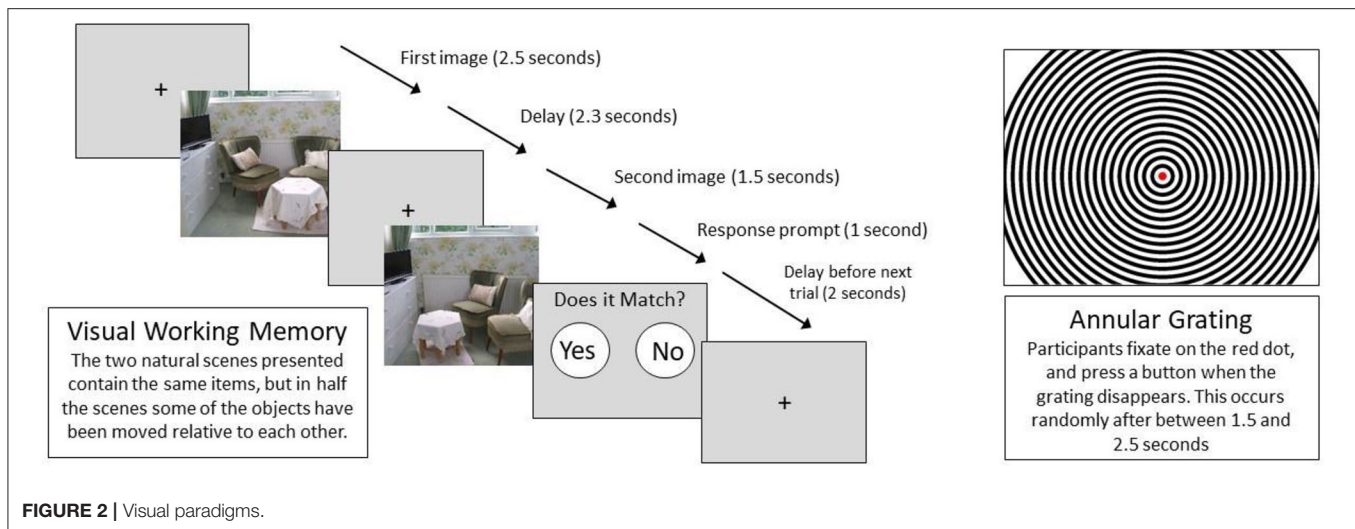 First image (2.5 seconds)
Delay (2.3 seconds)
Second image (1.5 seconds)
Response prompt (1 second)
Delay before next
trial (2 seconds)
Does it Match?
Yes No
Visual Working Memory
The two natural scenes presented
contain the same items, but in half
the scenes some of the objects have
been moved relative to each other.
Annular Grating
Participants fixate on the red dot,
and press a button when the
grating disappears. This occurs
randomly after between 1.5 and
2.5 seconds
FIGURE 2 | Visual paradigms.